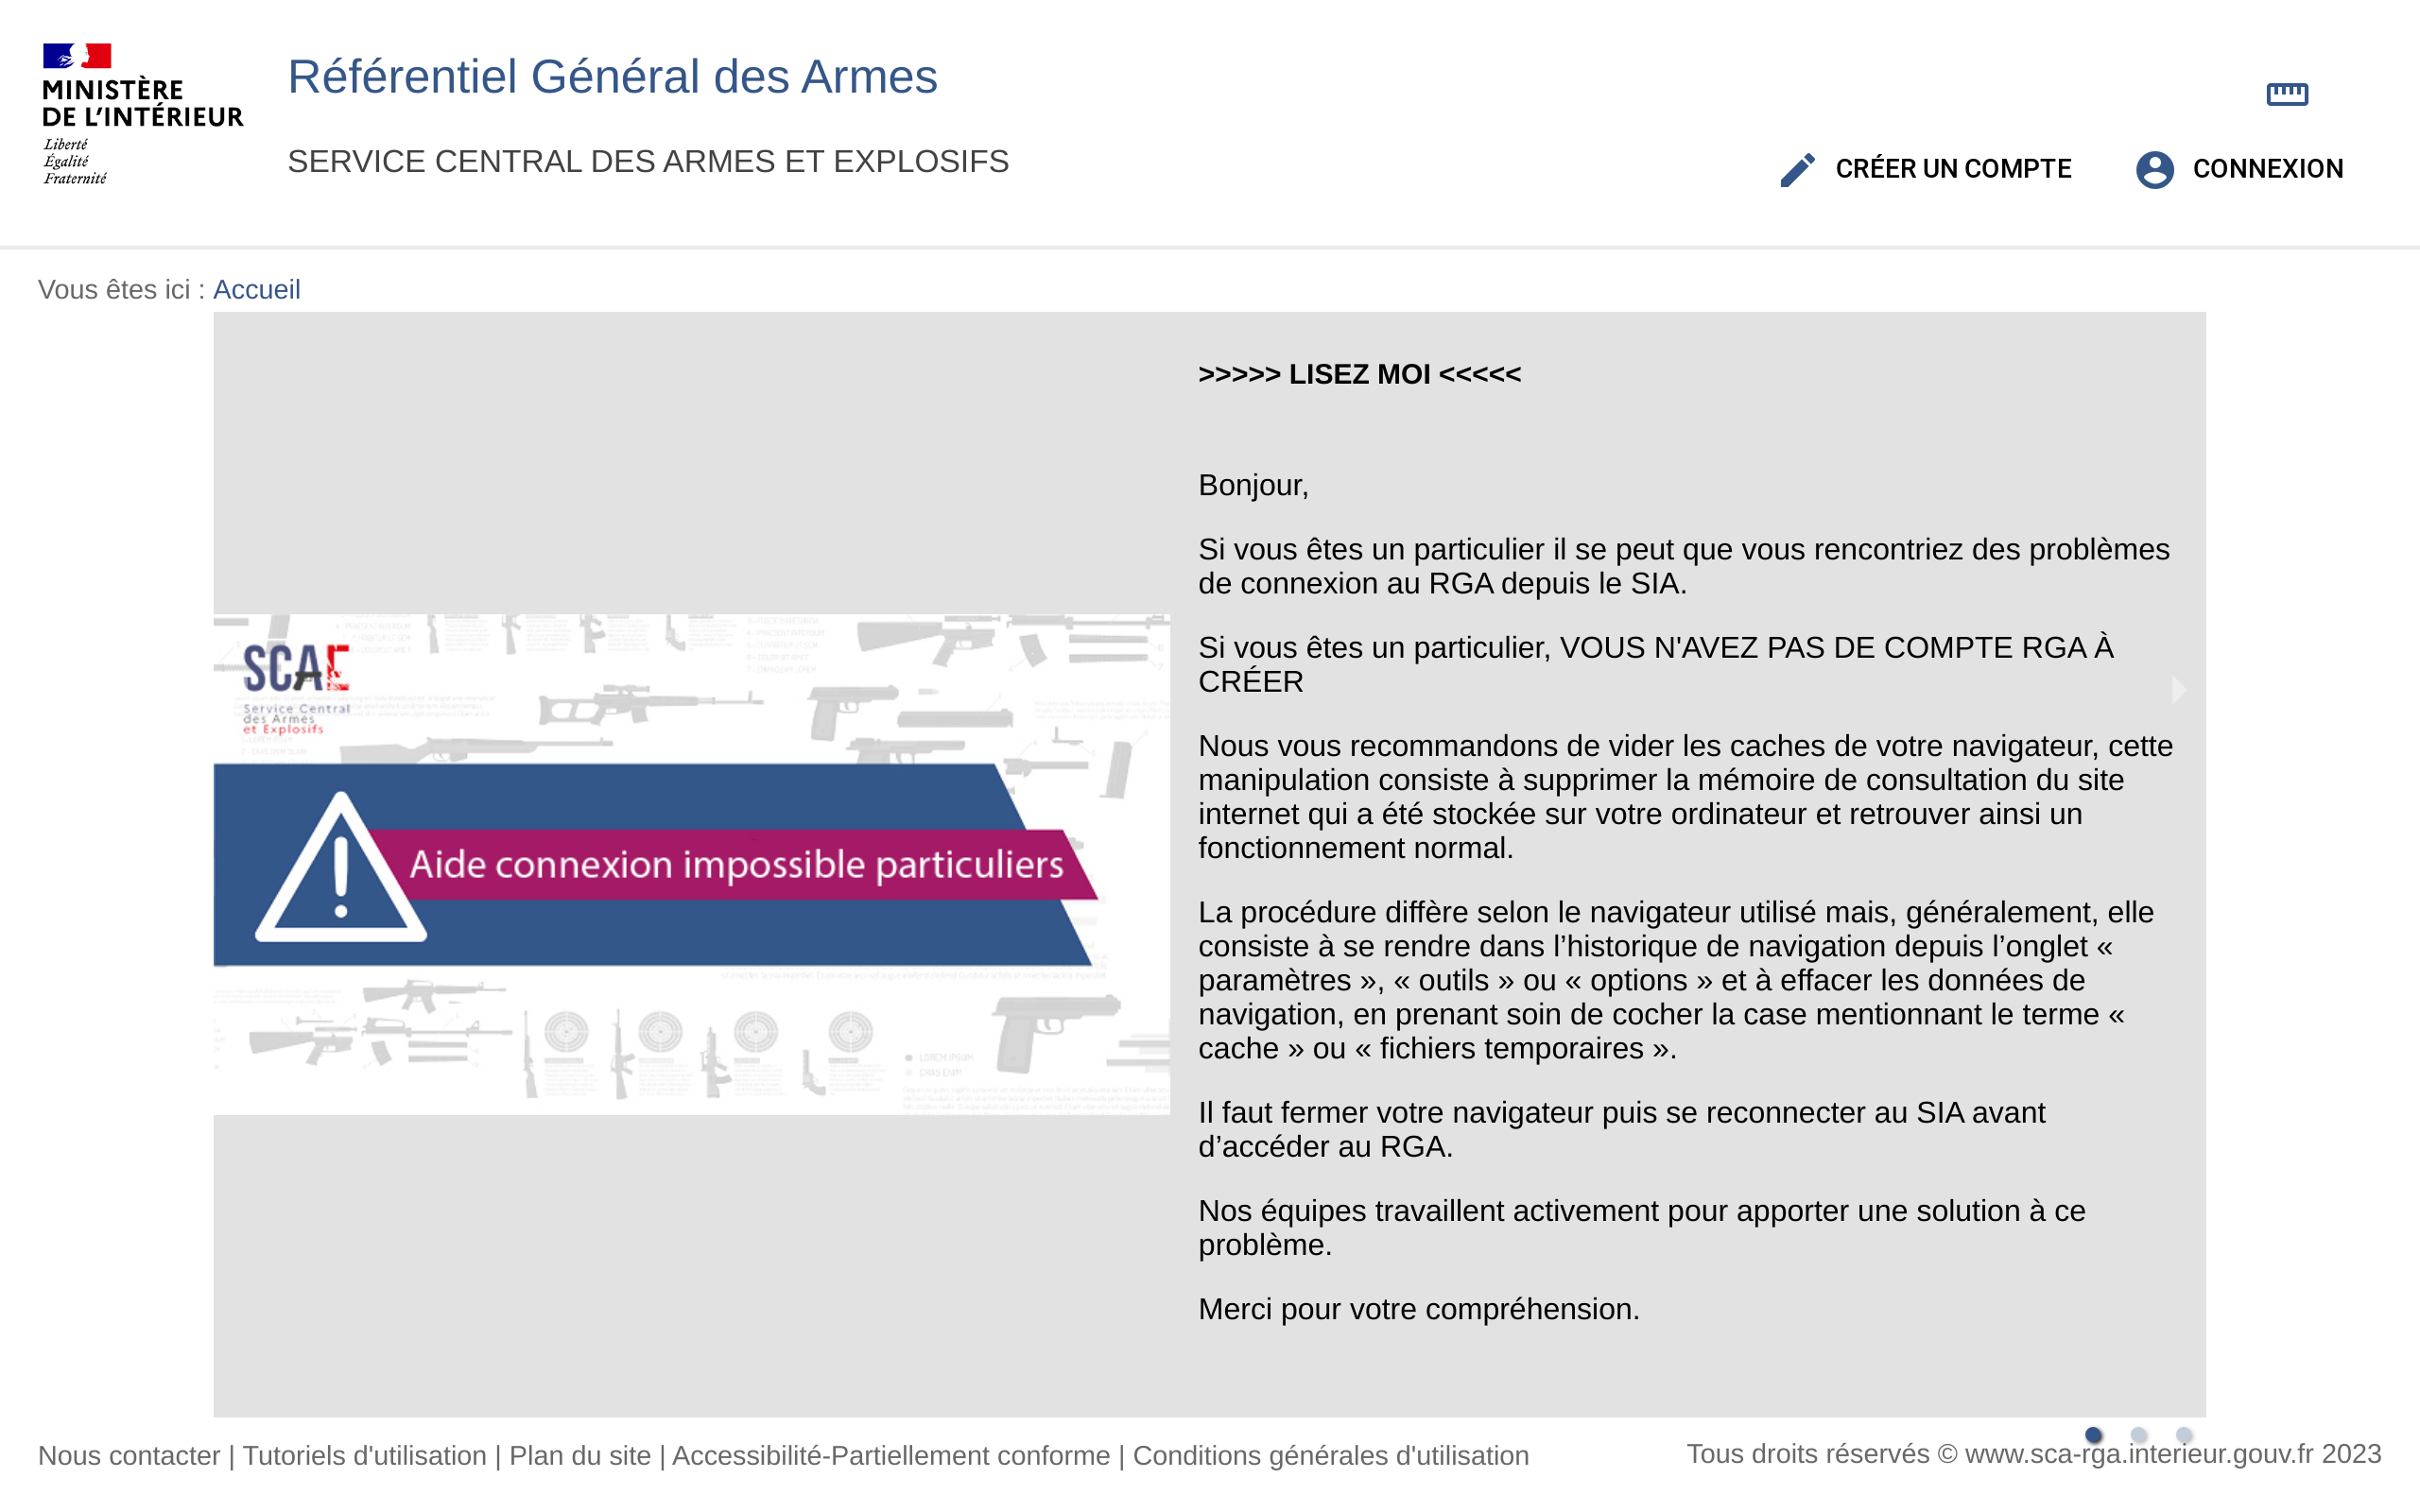 MINISTÈRE
DE L’INTÉRIEUR
Liberté
Égalité
Fraternité
Référentiel Général des Armes
SERVICE CENTRAL DES ARMES ET EXPLOSIFS
CRÉER UN COMPTE
CONNEXION
Vous êtes ici : Accueil
SCAE
Service Central
des Armes
et Explosifs
Aide connexion impossible particuliers
LOREM IPSUM
CRAS ENIM
>>>>> LISEZ MOI <<<<<
Bonjour,
Si vous êtes un particulier il se peut que vous rencontriez des problèmes
de connexion au RGA depuis le SIA.
Si vous êtes un particulier, VOUS N'AVEZ PAS DE COMPTE RGA À
CRÉER
Nous vous recommandons de vider les caches de votre navigateur, cette
manipulation consiste à supprimer la mémoire de consultation du site
internet qui a été stockée sur votre ordinateur et retrouver ainsi un
fonctionnement normal.
La procédure diffère selon le navigateur utilisé mais, généralement, elle
consiste à se rendre dans l’historique de navigation depuis l’onglet «
paramètres », « outils » ou « options » et à effacer les données de
navigation, en prenant soin de cocher la case mentionnant le terme «
cache » ou « fichiers temporaires ».
Il faut fermer votre navigateur puis se reconnecter au SIA avant
d’accéder au RGA.
Nos équipes travaillent activement pour apporter une solution à ce
problème.
Merci pour votre compréhension.
Nous contacter | Tutoriels d'utilisation | Plan du site | Accessibilité-Partiellement conforme | Conditions générales d'utilisation
Tous droits réservés © www.sca-rga.interieur.gouv.fr 2023